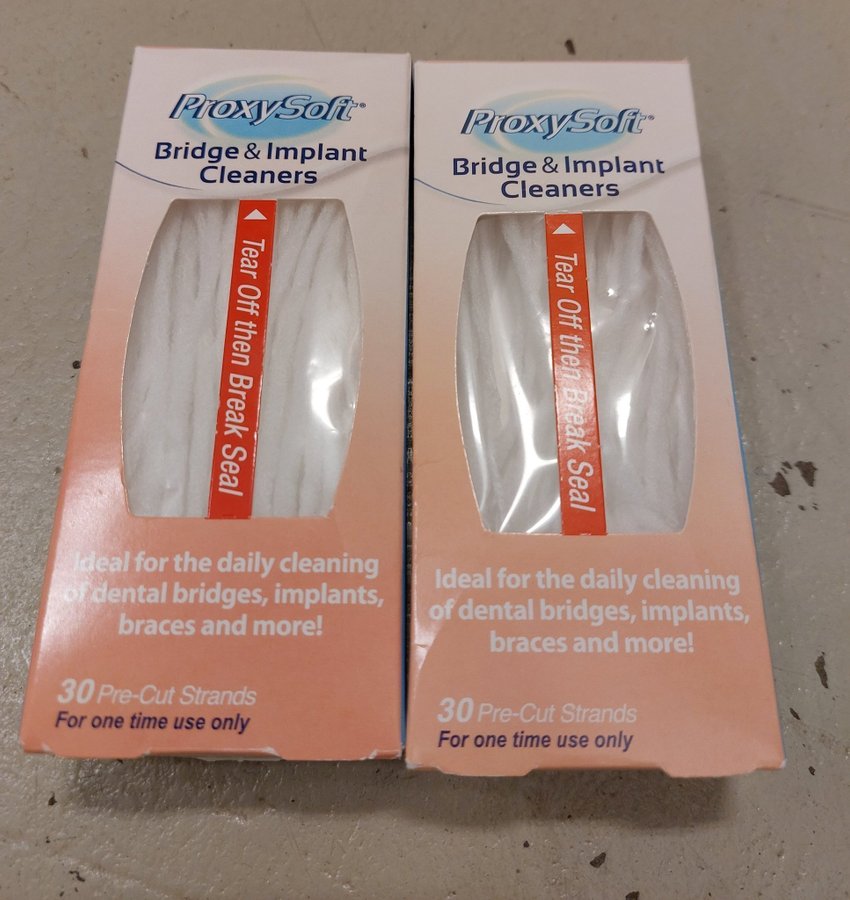 ProxySoft®
Bridge & Implant
Cleaners
Tear Off then Break Seal
Ideal for the daily cleaning
of dental bridges, implants,
braces and more!
30 Pre-Cut Strands
For one time use only
ProxySoft®
Bridge & Implant
Cleaners
Tear Off then Break Seal
Ideal for the daily cleaning
of dental bridges, implants,
braces and more!
30 Pre-Cut Strands
For one time use only